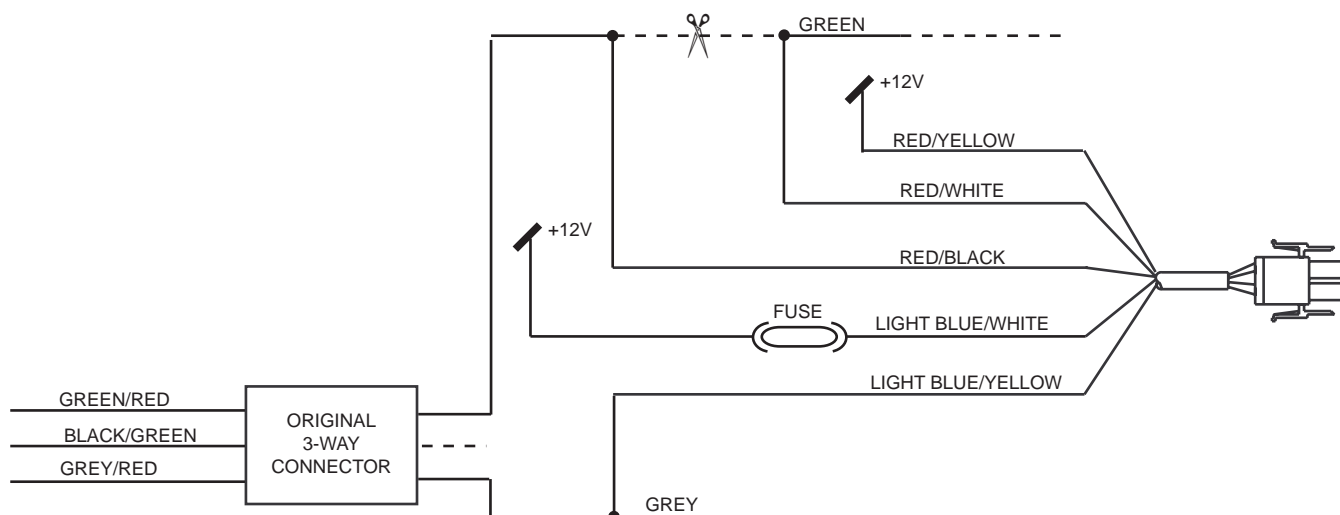 GREEN
+12V
RED/YELLOW
RED/WHITE
+12V
RED/BLACK
FUSE
LIGHT BLUE/WHITE
LIGHT BLUE/YELLOW
GREEN/RED
BLACK/GREEN
GREY/RED
ORIGINAL
3-WAY
CONNECTOR
GREY